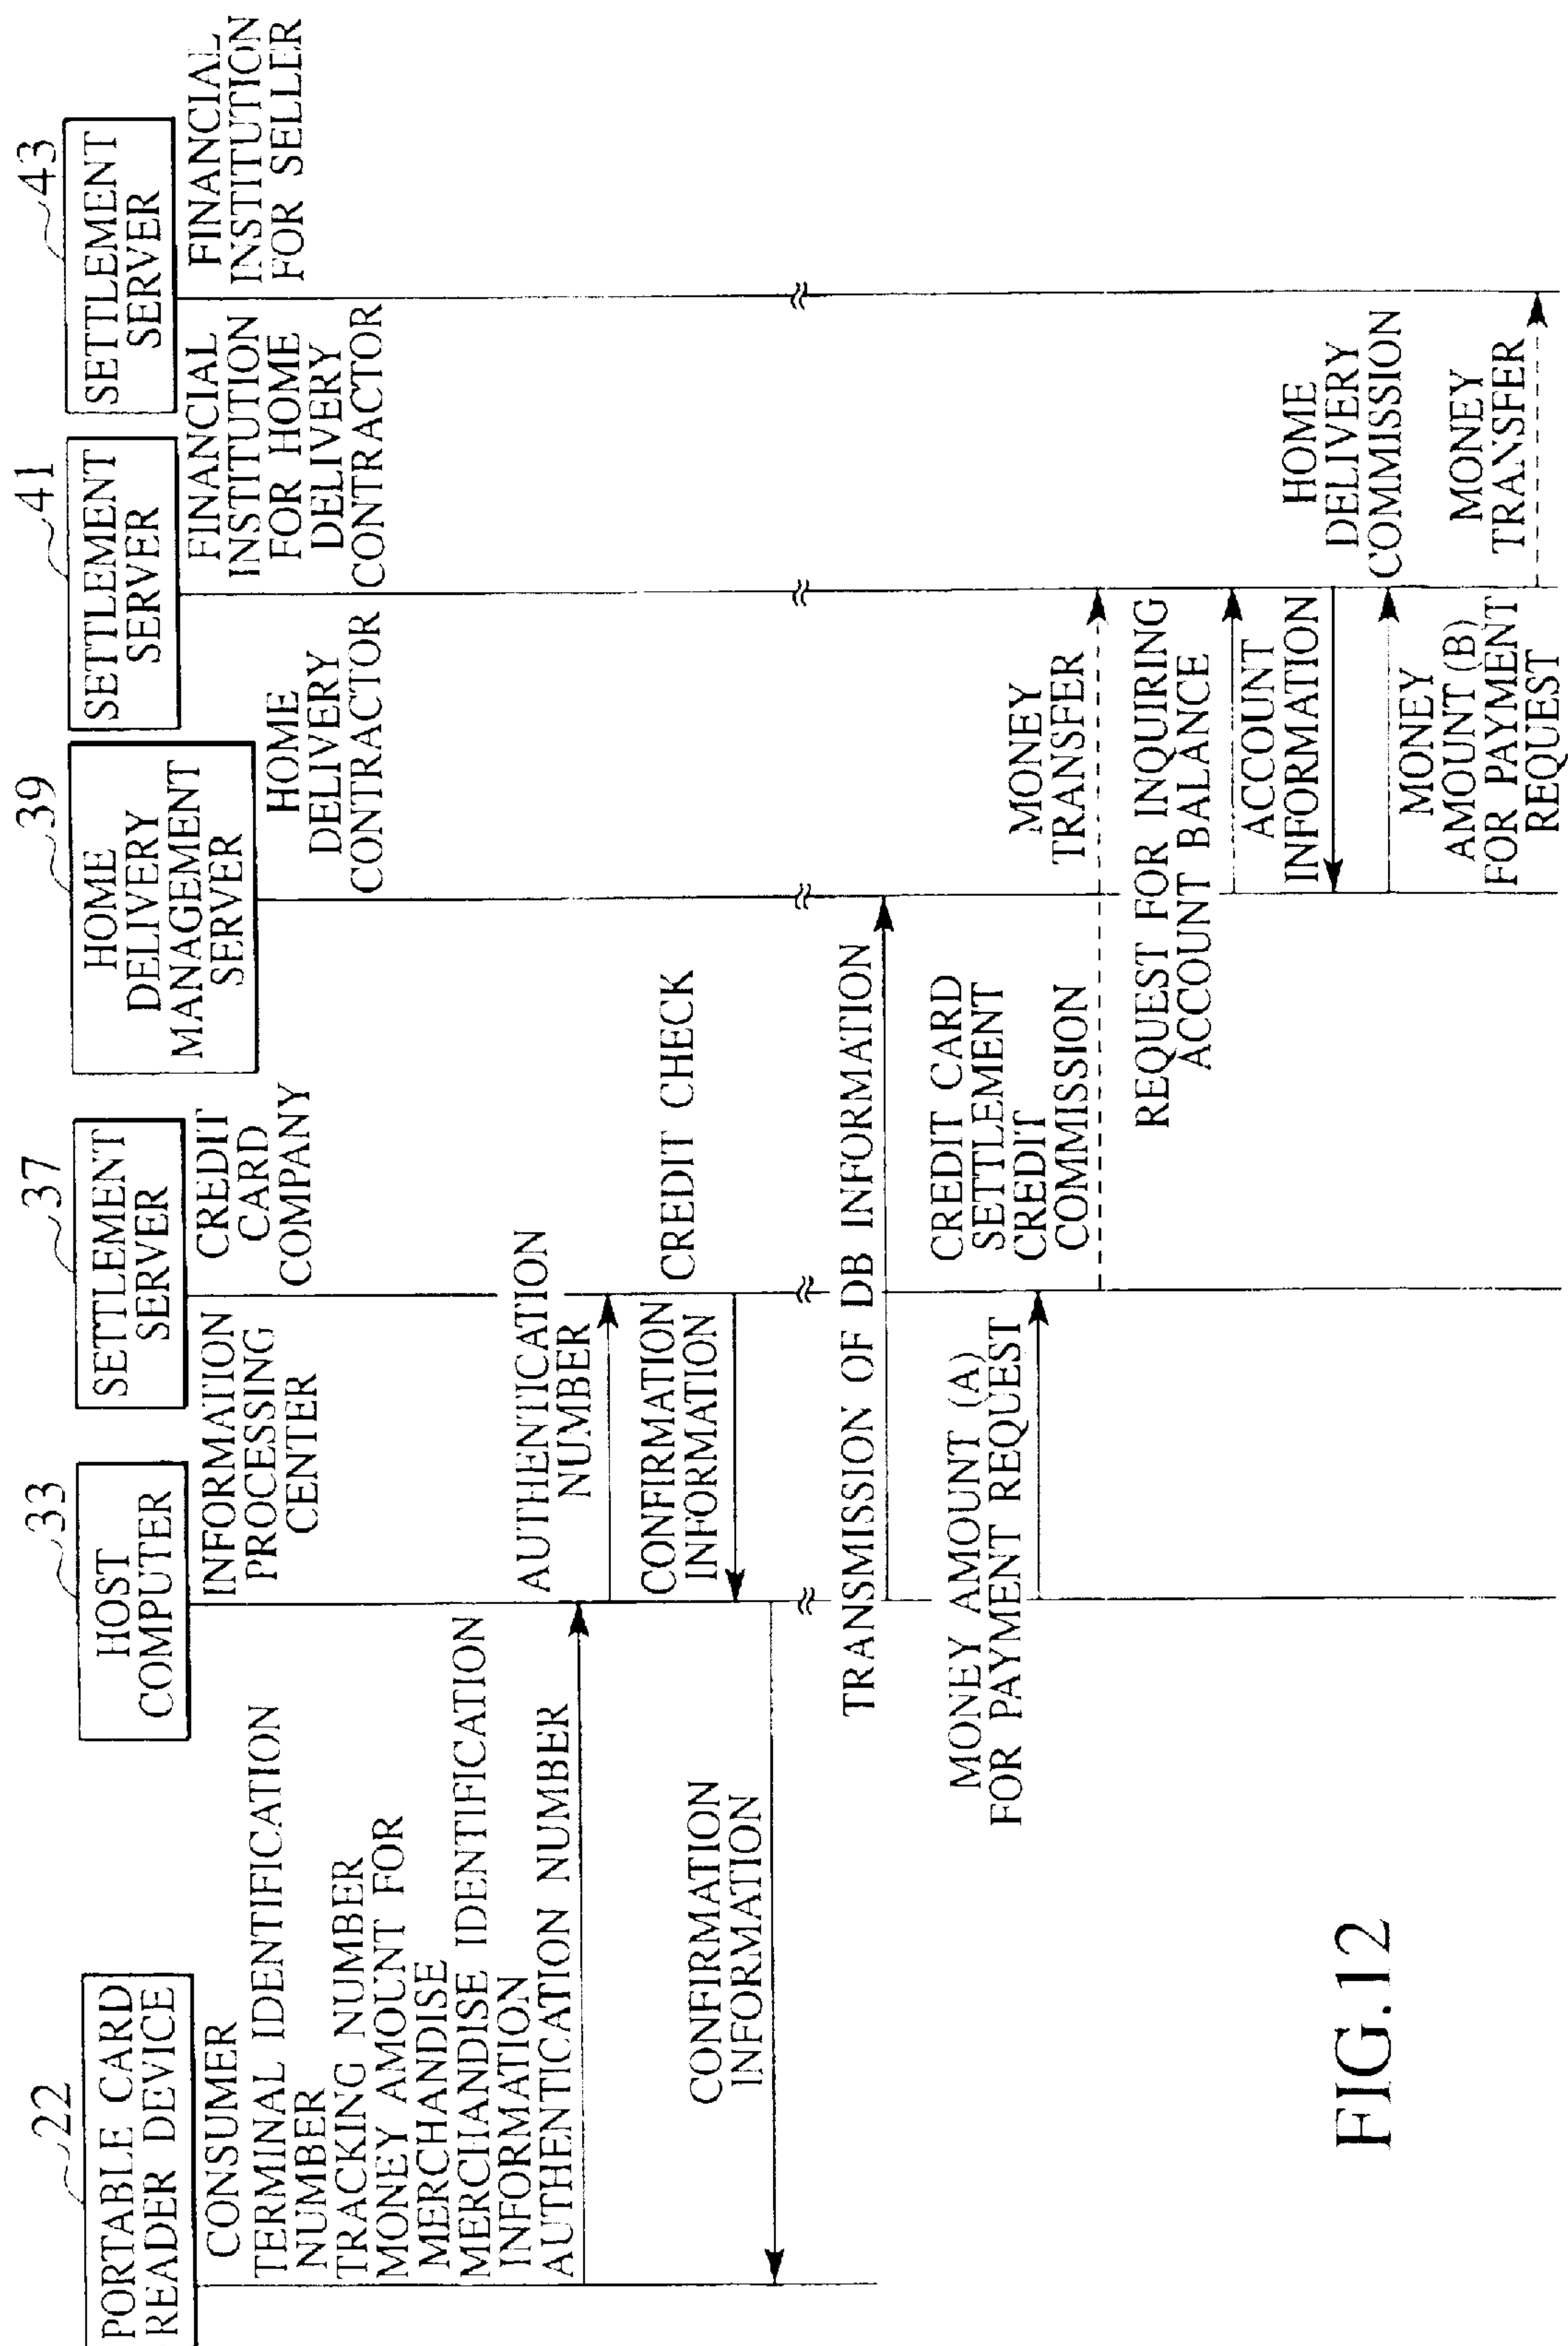 22
PORTABLE CARD
READER DEVICE
CONSUMER
TERMINAL IDENTIFICATION
NUMBER
TRACKING NUMBER
MONEY AMOUNT FOR
MERCHANDISE
MERCHANDISE IDENTIFICATION
INFORMATION
AUTHENTICATION NUMBER
CONFIRMATION
INFORMATION
33
HOST
COMPUTER
INFORMATION
PROCESSING
CENTER
AUTHENTICATION
NUMBER
CONFIRMATION
INFORMATION
TRANSMISSION OF DB INFORMATION
MONEY AMOUNT (A)
FOR PAYMENT REQUEST
37
SETTLEMENT
SERVER
CREDIT
CARD
COMPANY
CREDIT CHECK
CREDIT CARD
SETTLEMENT
CREDIT
COMMISSION
MONEY
TRANSFER
39
HOME
DELIVERY
MANAGEMENT
SERVER
HOME
DELIVERY
CONTRACTOR
REQUEST FOR INQUIRING
ACCOUNT BALANCE
ACCOUNT
INFORMATION
MONEY
AMOUNT (B)
FOR PAYMENT
REQUEST
41
SETTLEMENT
SERVER
FINANCIAL
INSTITUTION
FOR HOME
DELIVERY
CONTRACTOR
HOME
DELIVERY
COMMISSION
MONEY
TRANSFER
43
SETTLEMENT
SERVER
FINANCIAL
INSTITUTION
FOR SELLER
FIG.12